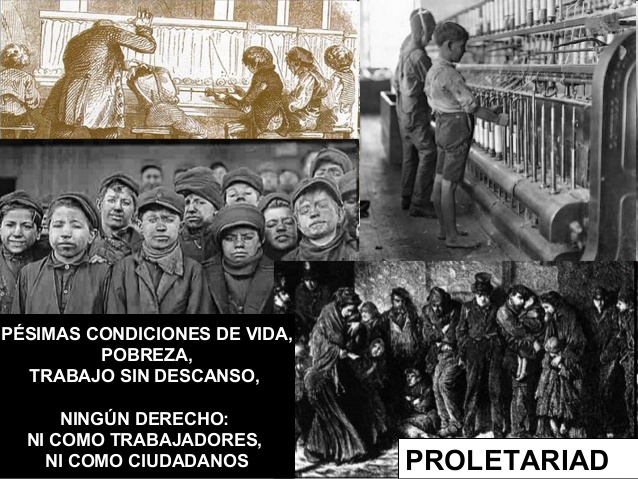 PÉSIMAS CONDICIONES DE VIDA,
POBREZA,
TRABAJO SIN DESCANSO,
NINGÚN DERECHO:
NI COMO TRABAJADORES,
NI COMO CIUDADANOS
PROLETARIAD